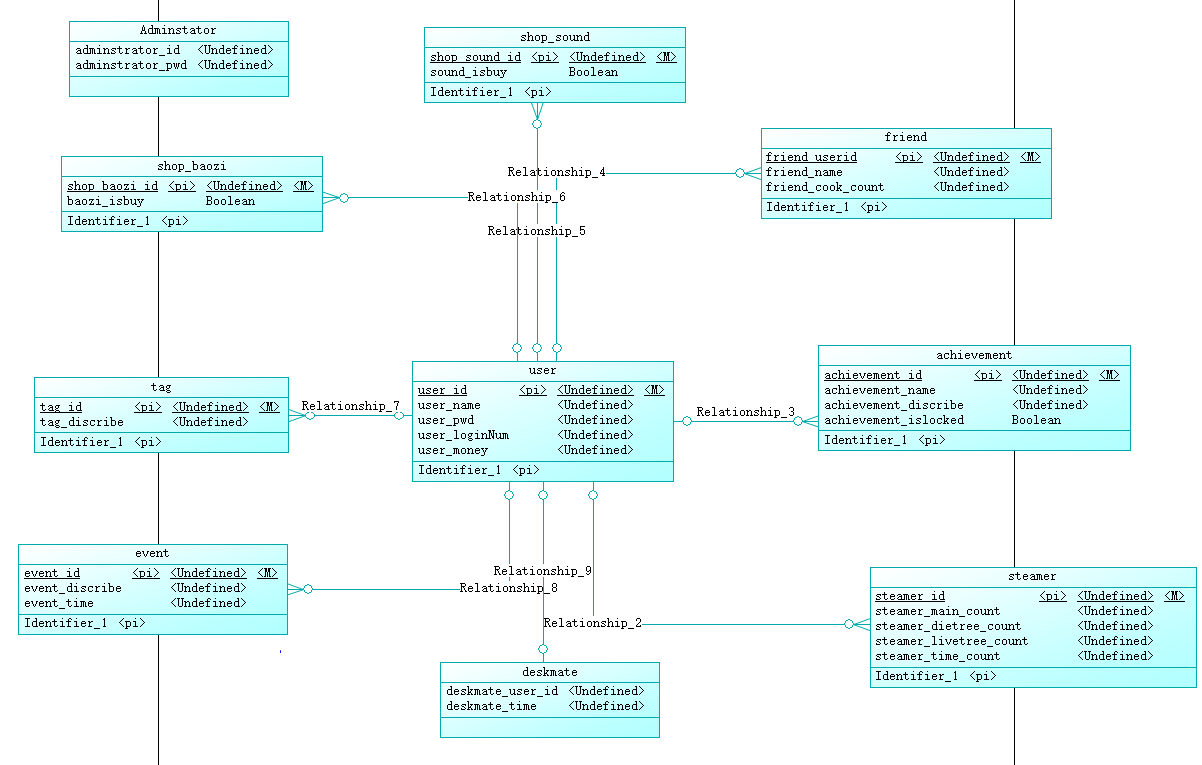 Adminstator
adminstrator_id <Undefined>
adminstrator_pwd <Undefined>
shop_sound
shop_sound_id <pi> <Undefined> <M>
sound_isbuy Boolean
Identifier_1 <pi>
friend
friend_userid <pi> <Undefined> <M>
friend_name <Undefined>
friend_cook_count <Undefined>
Identifier_1 <pi>
shop_baozi
shop_baozi_id <pi> <Undefined> <M>
baozi_isbuy Boolean
Identifier_1 <pi>
Relationship_4
Relationship_6
Relationship_5
user
user_id <pi> <Undefined> <M>
user_name <Undefined>
user_pwd <Undefined>
user_loginNum <Undefined>
user_money <Undefined>
Identifier_1 <pi>
achievement
achievement_id <pi> <Undefined> <M>
achievement_name <Undefined>
achievement_discribe <Undefined>
achievement_islocked Boolean
Identifier_1 <pi>
tag
tag_id <pi> <Undefined> <M>
tag_discribe <Undefined>
Identifier_1 <pi>
Relationship_7
Relationship_3
event
event_id <pi> <Undefined> <M>
event_discribe <Undefined>
event_time <Undefined>
Identifier_1 <pi>
Relationship_9
Relationship_8
Relationship_2
steamer
steamer_id <pi> <Undefined> <M>
steamer_main_count <Undefined>
steamer_dietree_count <Undefined>
steamer_livetree_count <Undefined>
steamer_time_count <Undefined>
Identifier_1 <pi>
deskmate
deskmate_user_id <Undefined>
deskmate_time <Undefined>